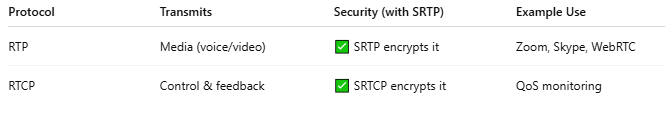 Protocol Transmits Security (with SRTP) Example Use
RTP Media (voice/video) ✅ SRTP encrypts it Zoom, Skype, WebRTC
RTCP Control & feedback ✅ SRTCP encrypts it QoS monitoring